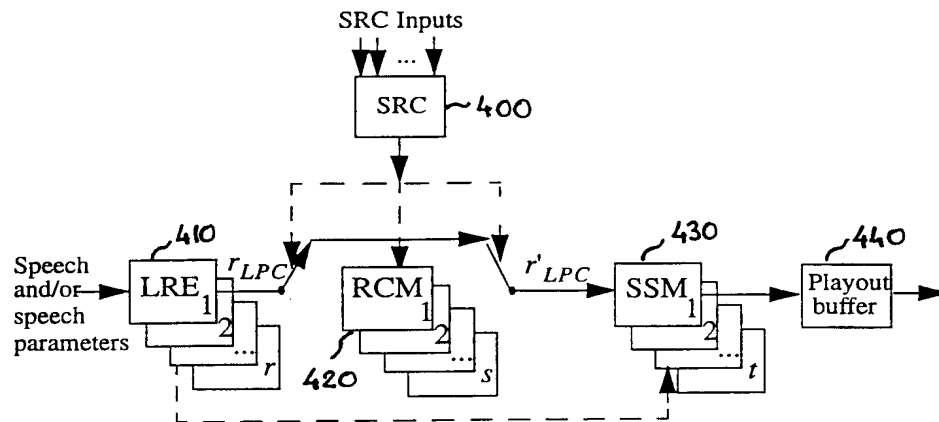 SRC Inputs
...
SRC
400
410
430
440
Speech
and/or
speech
parameters
LRE
1
2
...
r
r_LPC
RCM
1
2
...
s
420
r'_LPC
SSM
1
2
...
t
Playout
buffer